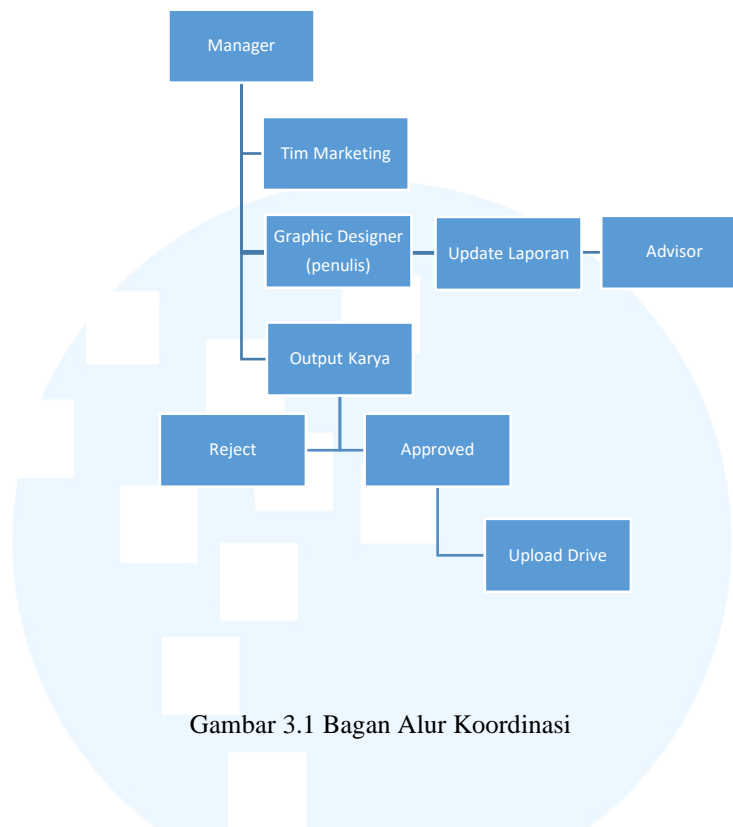 Manager
Tim Marketing
Graphic Designer
(penulis)
Update Laporan
Advisor
Output Karya
Reject
Approved
Upload Drive
Gambar 3.1 Bagan Alur Koordinasi